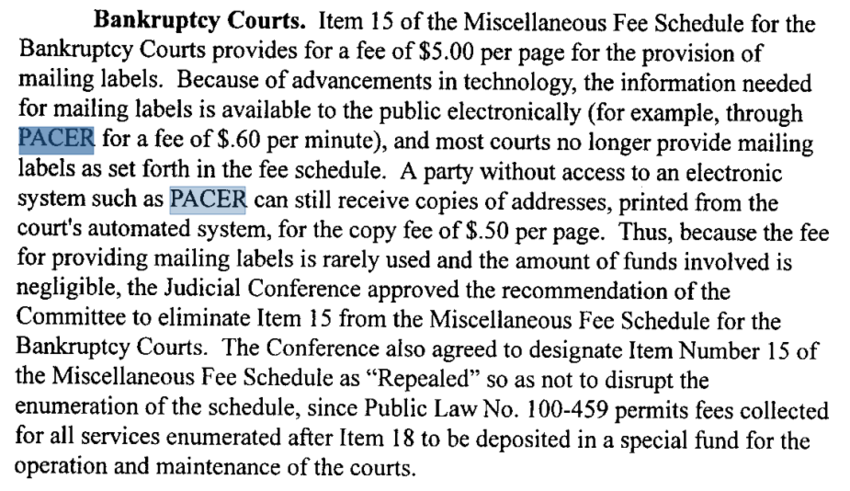 Bankruptcy Courts. Item 15 of the Miscellaneous Fee Schedule for the
Bankruptcy Courts provides for a fee of $5.00 per page for the provision of
mailing labels. Because of advancements in technology, the information needed
for mailing labels is available to the public electronically (for example, through
PACER for a fee of $.60 per minute), and most courts no longer provide mailing
labels as set forth in the fee schedule. A party without access to an electronic
system such as PACER can still receive copies of addresses, printed from the
court's automated system, for the copy fee of $.50 per page. Thus, because the fee
for providing mailing labels is rarely used and the amount of funds involved is
negligible, the Judicial Conference approved the recommendation of the
Committee to eliminate Item 15 from the Miscellaneous Fee Schedule for the
Bankruptcy Courts. The Conference also agreed to designate Item Number 15 of
the Miscellaneous Fee Schedule as “Repealed” so as not to disrupt the
enumeration of the schedule, since Public Law No. 100-459 permits fees collected
for all services enumerated after Item 18 to be deposited in a special fund for the
operation and maintenance of the courts.